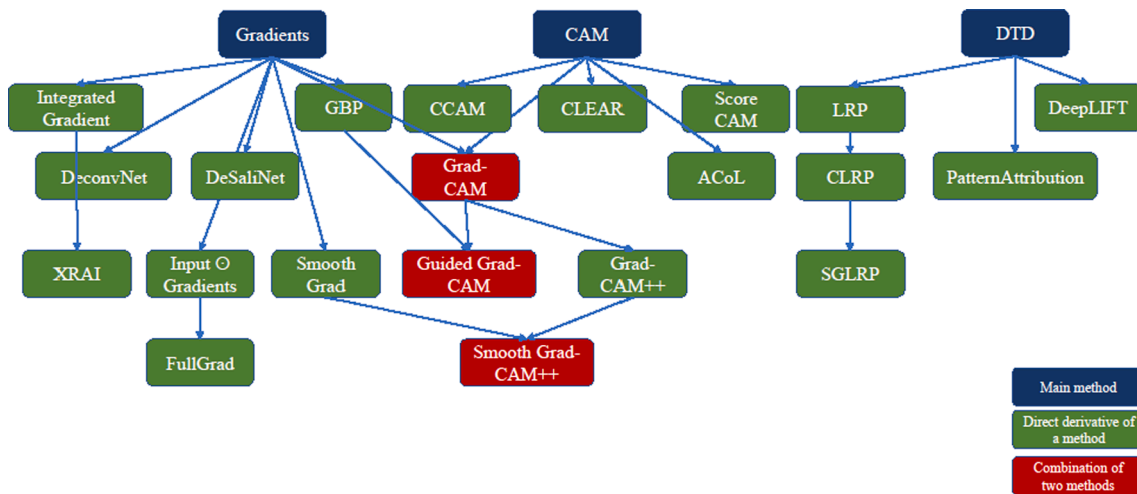 Gradients
CAM
DTD
Integrated
Gradient
GBP
CCAM
CLEAR
Score
CAM
LRP
DeepLIFT
DeconvNet
DeSaliNet
Grad-
CAM
ACoL
CLRP
PatternAttribution
XRAI
Input ⊙
Gradients
Smooth
Grad
Guided Grad-
CAM
Grad-
CAM++
SGLRP
FullGrad
Smooth Grad-
CAM++
Main method
Direct derivative of
a method
Combination of
two methods